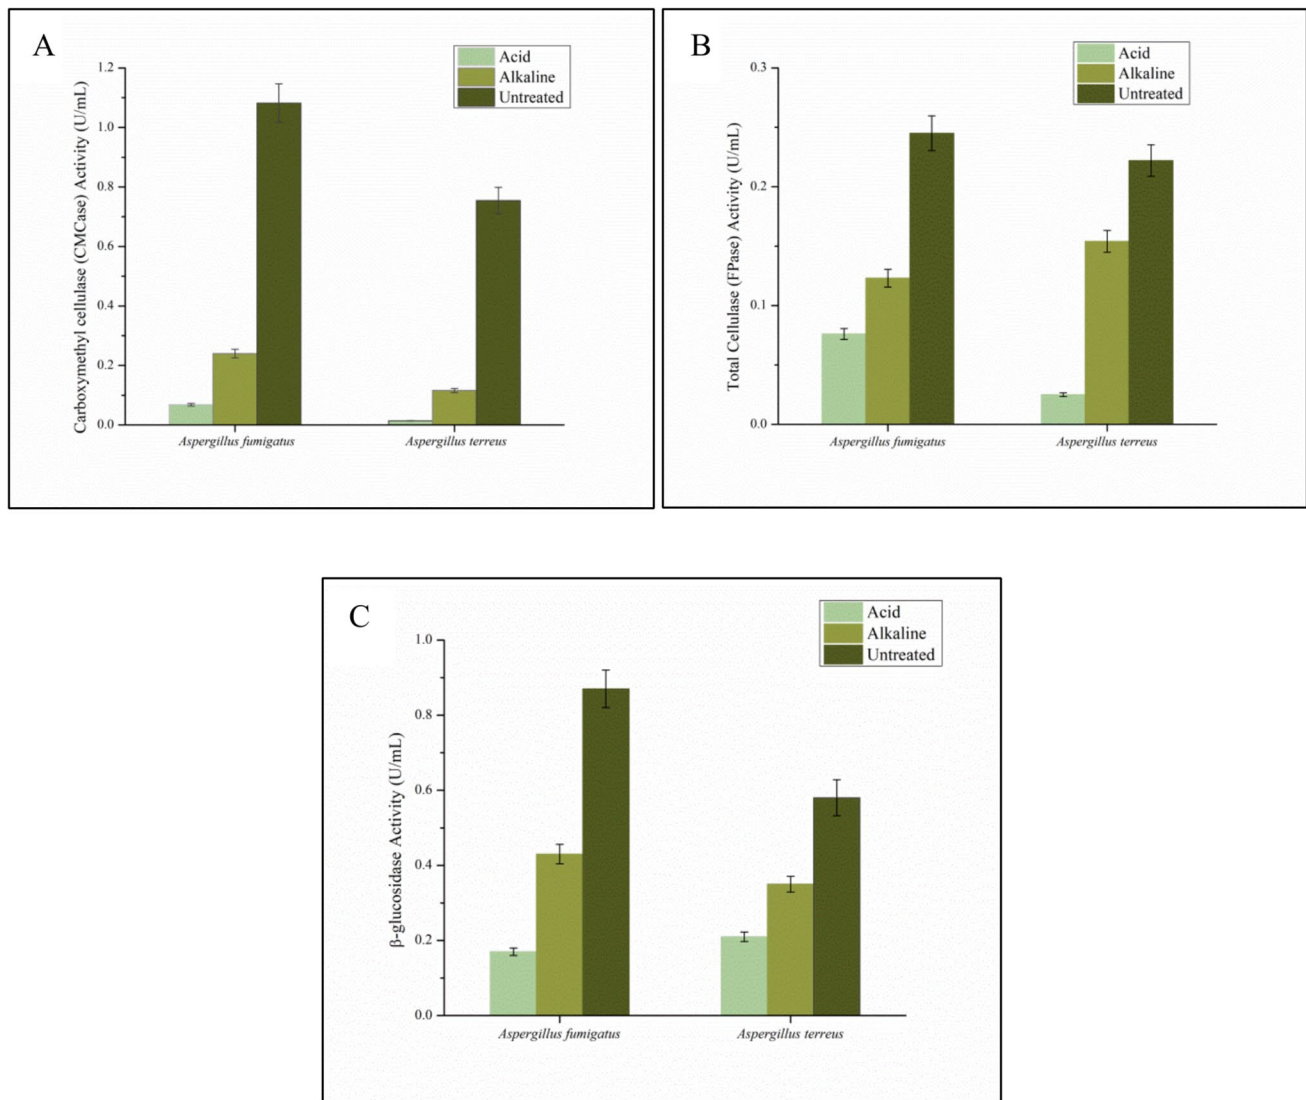 A
Acid
Alkaline
Untreated
Carboxymethyl cellulase (CMCase) Activity (U/mL)
1.2
1.0
0.8
0.6
0.4
0.2
0.0
Aspergillus fumigatus
Aspergillus terreus
B
Acid
Alkaline
Untreated
Total Cellulase (FPase) Activity (U/mL)
0.3
0.2
0.1
0.0
Aspergillus fumigatus
Aspergillus terreus
C
Acid
Alkaline
Untreated
β-glucosidase Activity (U/mL)
1.0
0.8
0.6
0.4
0.2
0.0
Aspergillus fumigatus
Aspergillus terreus